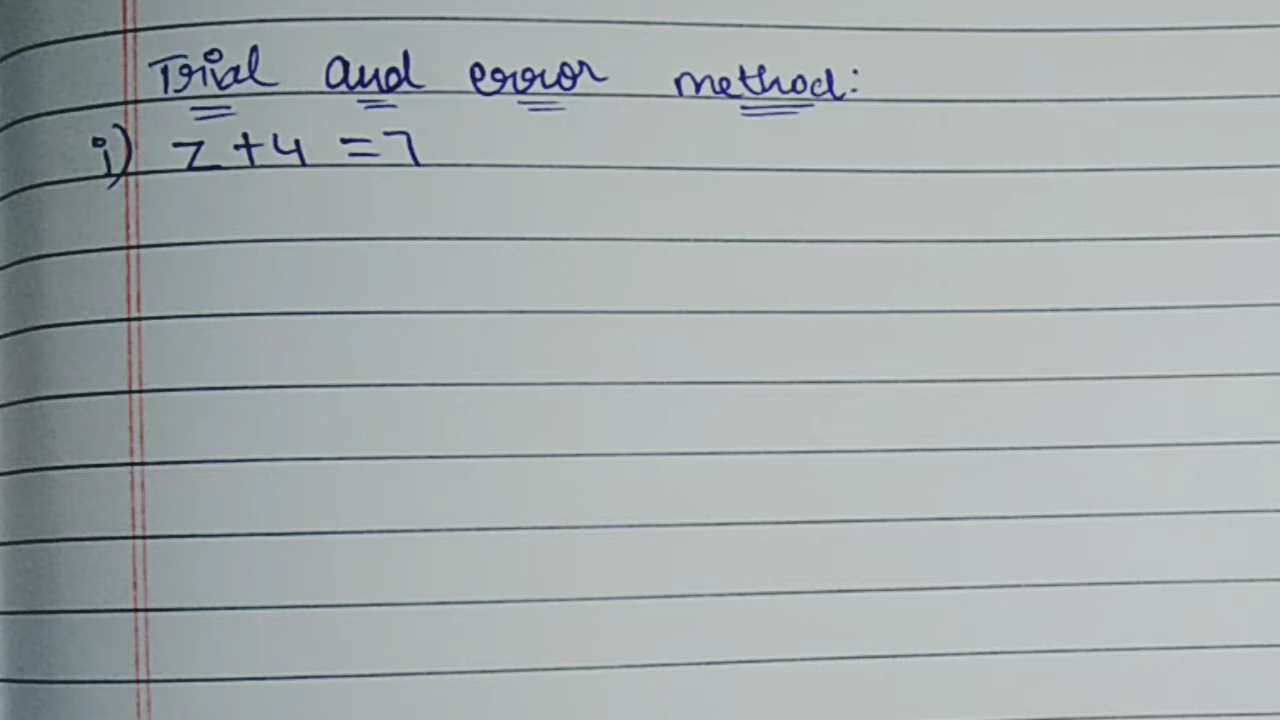 Trial and error method:
i) z + 4 = 7